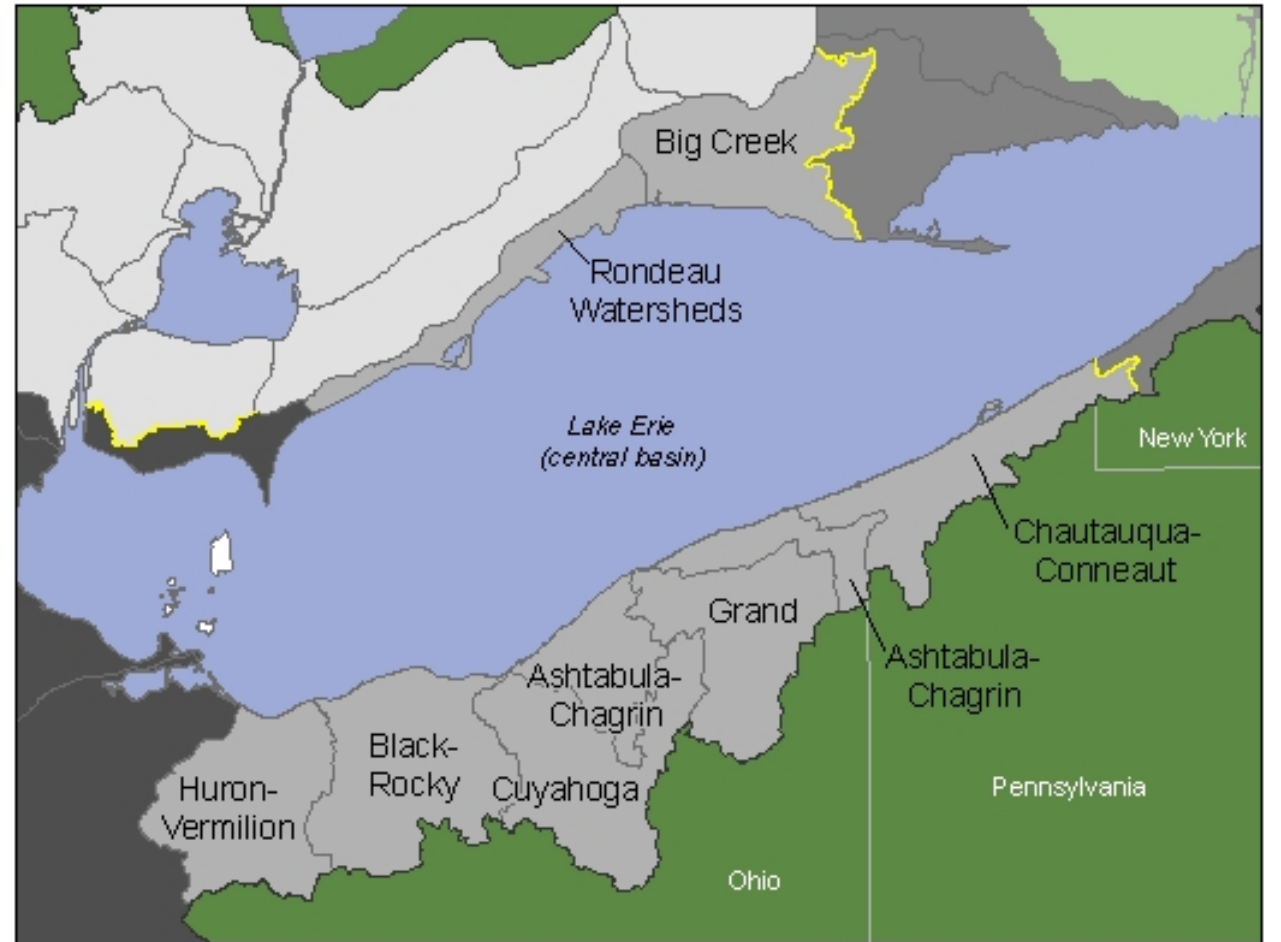 Big Creek
Rondeau
Watersheds
Lake Erie
(central basin)
New York
Chautauqua-
Conneaut
Grand
Ashtabula-
Chagrin
Ashtabula-
Chagrin
Black-
Rocky
Huron-
Vermilion
Cuyahoga
Pennsylvania
Ohio